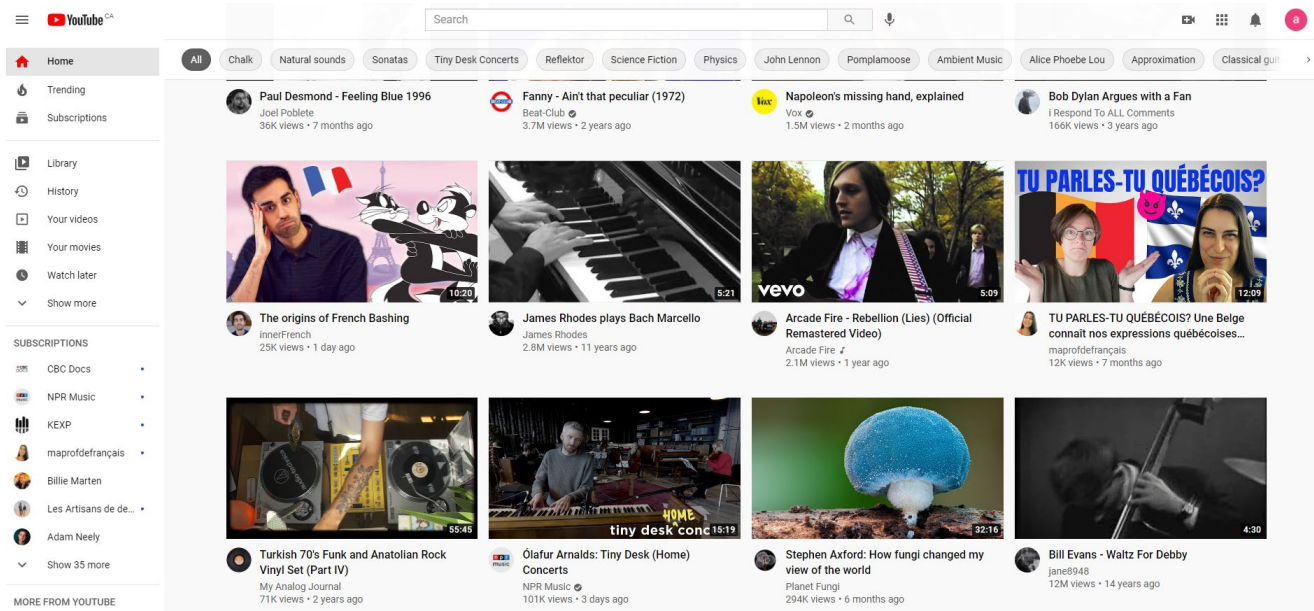 YouTube CA
Search
a
Home
Trending
Subscriptions
Library
History
Your videos
Your movies
Watch later
Show more
SUBSCRIPTIONS
CBC Docs
NPR Music
KEXP
maprofdefrançais
Billie Marten
Les Artisans de de...
Adam Neely
Show 35 more
MORE FROM YOUTUBE
All
Chalk
Natural sounds
Sonatas
Tiny Desk Concerts
Reflektor
Science Fiction
Physics
John Lennon
Pomplamoose
Ambient Music
Alice Phoebe Lou
Approximation
Classical guit
Paul Desmond - Feeling Blue 1996
Joel Poblete
36K views • 7 months ago
Fanny - Ain't that peculiar (1972)
Beat-Club
3.7M views • 2 years ago
Vox
Napoleon's missing hand, explained
Vox
1.5M views • 2 months ago
Bob Dylan Argues with a Fan
i Respond To ALL Comments
166K views • 3 years ago
10:20
The origins of French Bashing
innerFrench
25K views • 1 day ago
5:21
James Rhodes plays Bach Marcello
James Rhodes
2.8M views • 11 years ago
vevo
5:09
Arcade Fire - Rebellion (Lies) (Official
Remastered Video)
Arcade Fire
2.1M views • 1 year ago
TU PARLES-TU QUÉBÉCOIS?
12:09
TU PARLES-TU QUÉBÉCOIS? Une Belge
connaît nos expressions québécoises...
maprofdefrançais
12K views • 7 months ago
55:45
Turkish 70's Funk and Anatolian Rock
Vinyl Set (Part IV)
My Analog Journal
71K views • 2 years ago
HOME
tiny desk conc
15:19
npr music
Ólafur Arnalds: Tiny Desk (Home)
Concerts
NPR Music
101K views • 3 days ago
32:16
Stephen Axford: How fungi changed my
view of the world
Planet Fungi
294K views • 6 months ago
4:30
Bill Evans - Waltz For Debby
jane8948
12M views • 14 years ago